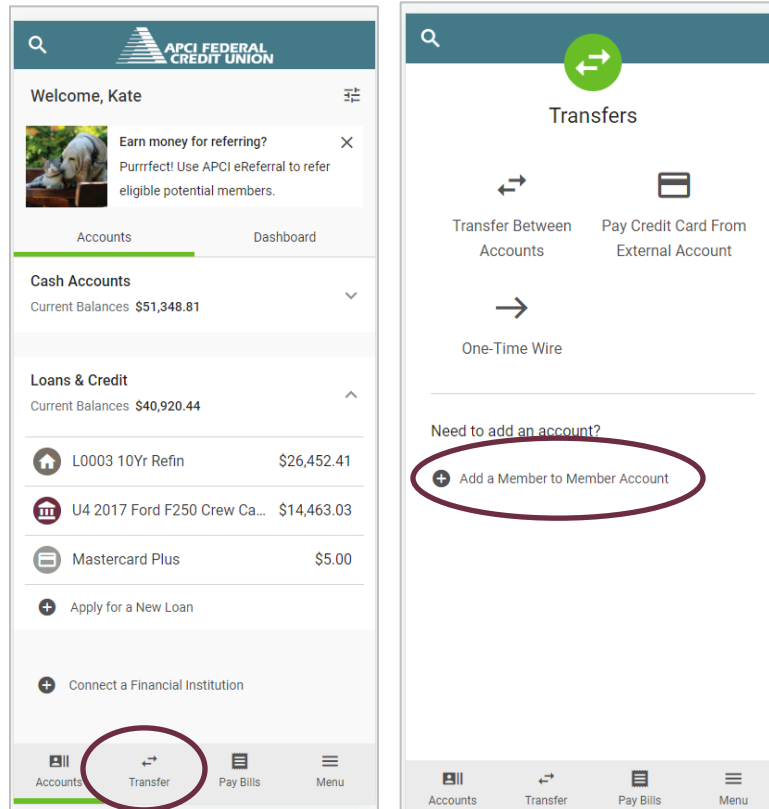 APCI FEDERAL
CREDIT UNION
Welcome, Kate
Earn money for referring?
Purrrfect! Use APCI eReferral to refer
eligible potential members.
Accounts Dashboard
Cash Accounts
Current Balances $51,348.81
Loans & Credit
Current Balances $40,920.44
L0003 10Yr Refin $26,452.41
U4 2017 Ford F250 Crew Ca... $14,463.03
Mastercard Plus $5.00
Apply for a New Loan
Connect a Financial Institution
Accounts Transfer Pay Bills Menu
Transfers
Transfer Between
Accounts
Pay Credit Card From
External Account
One-Time Wire
Need to add an account?
Add a Member to Member Account
Accounts Transfer Pay Bills Menu